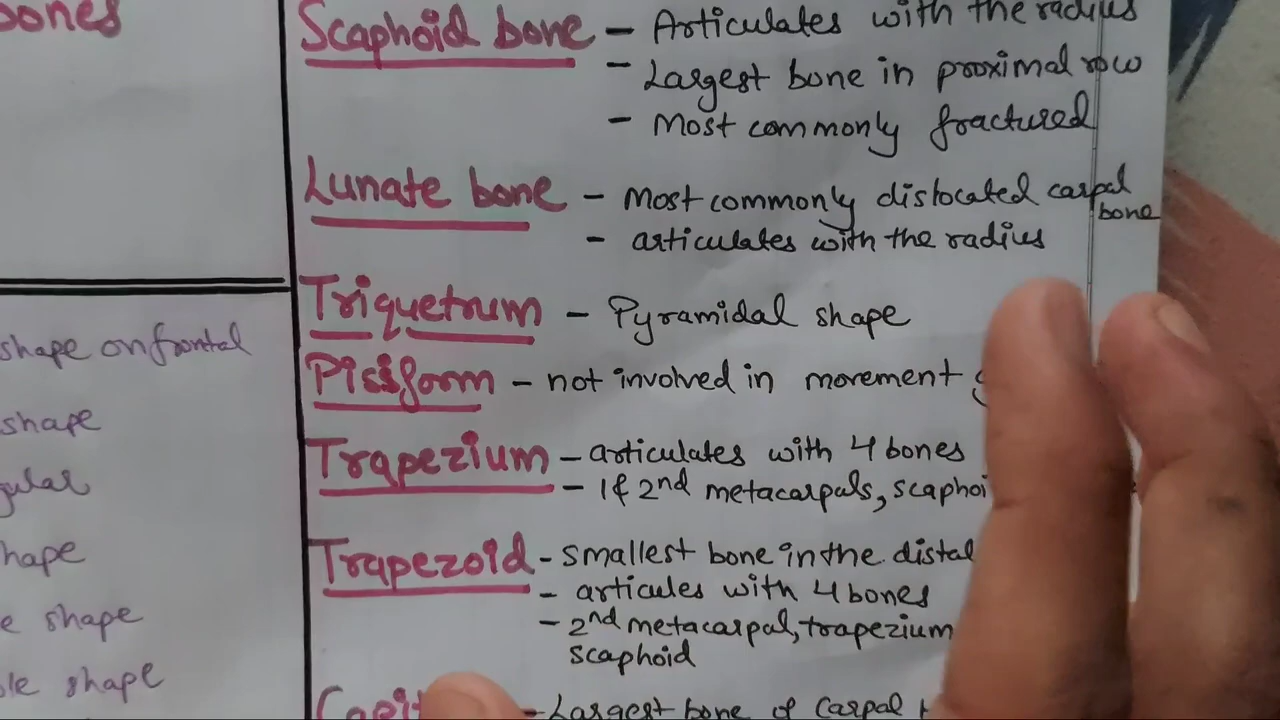 bones
Scaphoid bone - Articulates with the radius
- Largest bone in proximal row
- Most commonly fractured
Lunate bone - Most commonly dislocated carpal
bone
- articulates with the radius
Triquetrum - Pyramidal shape
Pisiform - not involved in movement
Trapezium - articulates with 4 bones
- 1 & 2nd metacarpals, scaphoi
Trapezoid - smallest bone in the distal
- articules with 4 bones
- 2nd metacarpal, trapezium
scaphoid
Capit
- Largest bone of carpal
shape on frontal
shape
gular
hape
e shape
le shape